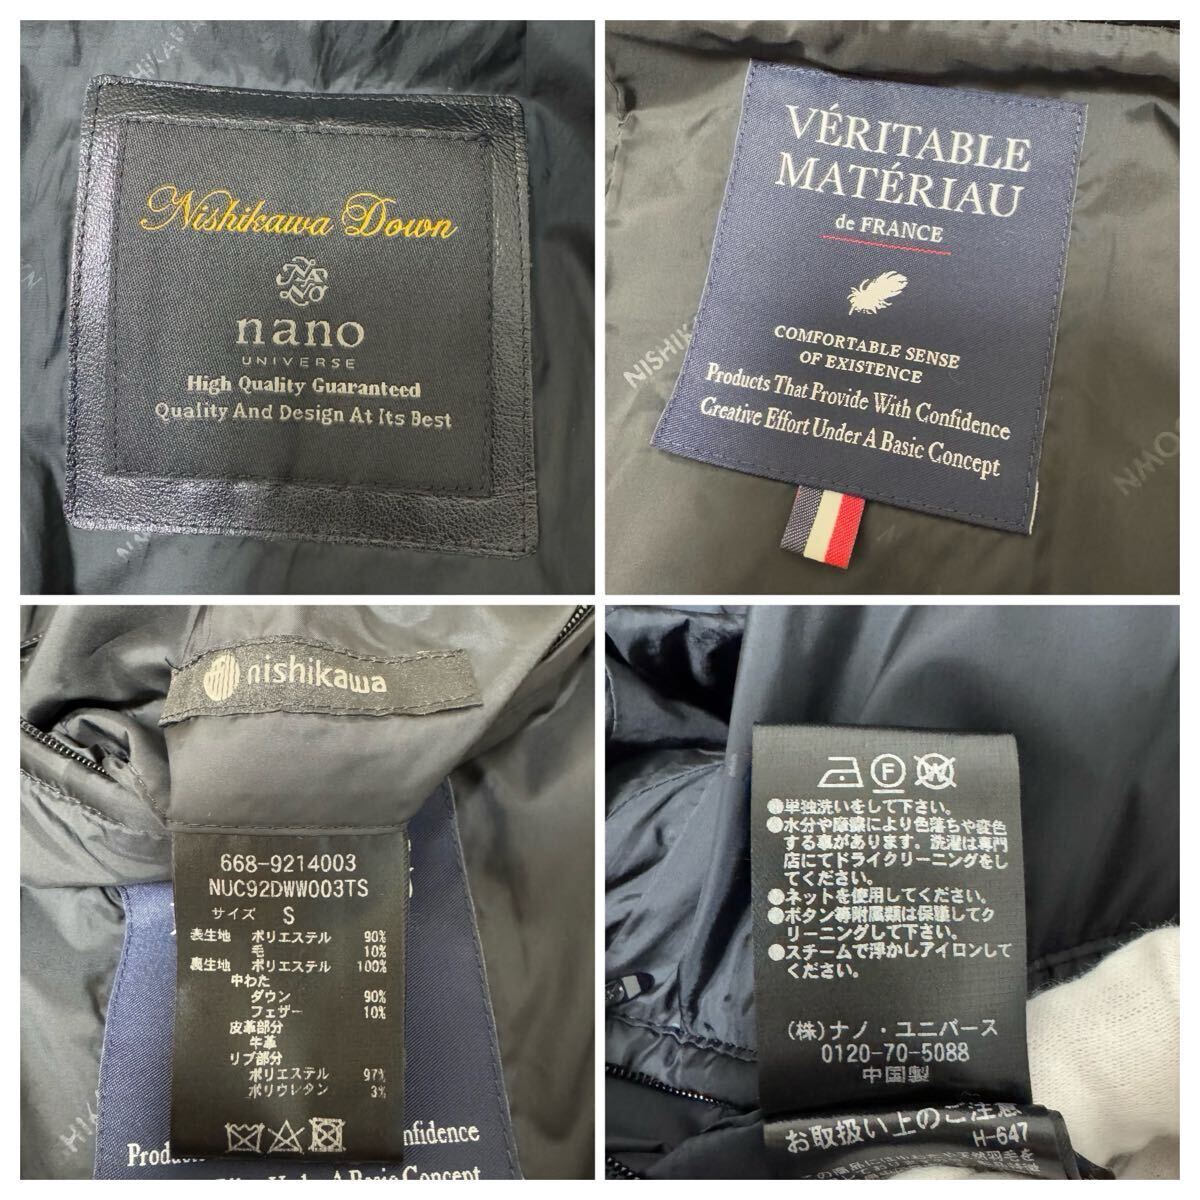 Nishikawa Down
NA
NO
nano
UNIVERSE
High Quality Guaranteed
Quality And Design At Its Best
VÉRITABLE
MATÉRIAU
de FRANCE
COMFORTABLE SENSE
OF EXISTENCE
Products That Provide With Confidence
Creative Effort Under A Basic Concept
nishikawa
668-9214003
NUC92DWW003TS
サイズ S
表生地 ポリエステル 90%
毛 10%
裏生地 ポリエステル 100%
中わた
ダウン 90%
フェザー 10%
皮革部分
牛革
リブ部分
ポリエステル 97%
ポリウレタン 3%
nfidence
Under A Basic Concept
F
W
●単独洗いをして下さい。
●水分や摩擦により色落ちや変色
する事があります。洗濯は専門
店にてドライクリーニングをし
てください。
●ネットを使用してください。
●ボタン等附属類は保護してク
リーニングして下さい。
●スチームで浮かしアイロンして
ください。
(株)ナノ・ユニバース
0120-70-5088
中国製
お取扱い上のご注意
H-647